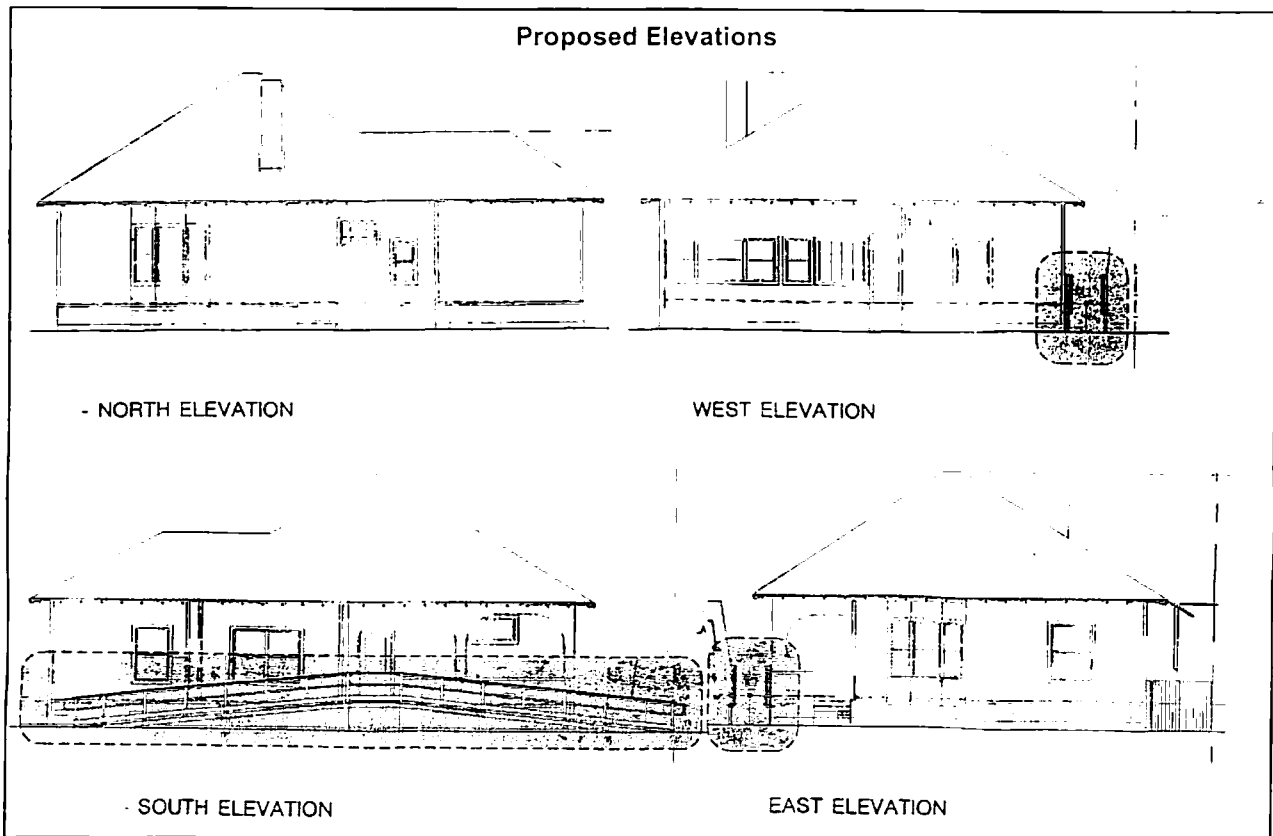 Proposed Elevations
- NORTH ELEVATION
WEST ELEVATION
- SOUTH ELEVATION
EAST ELEVATION